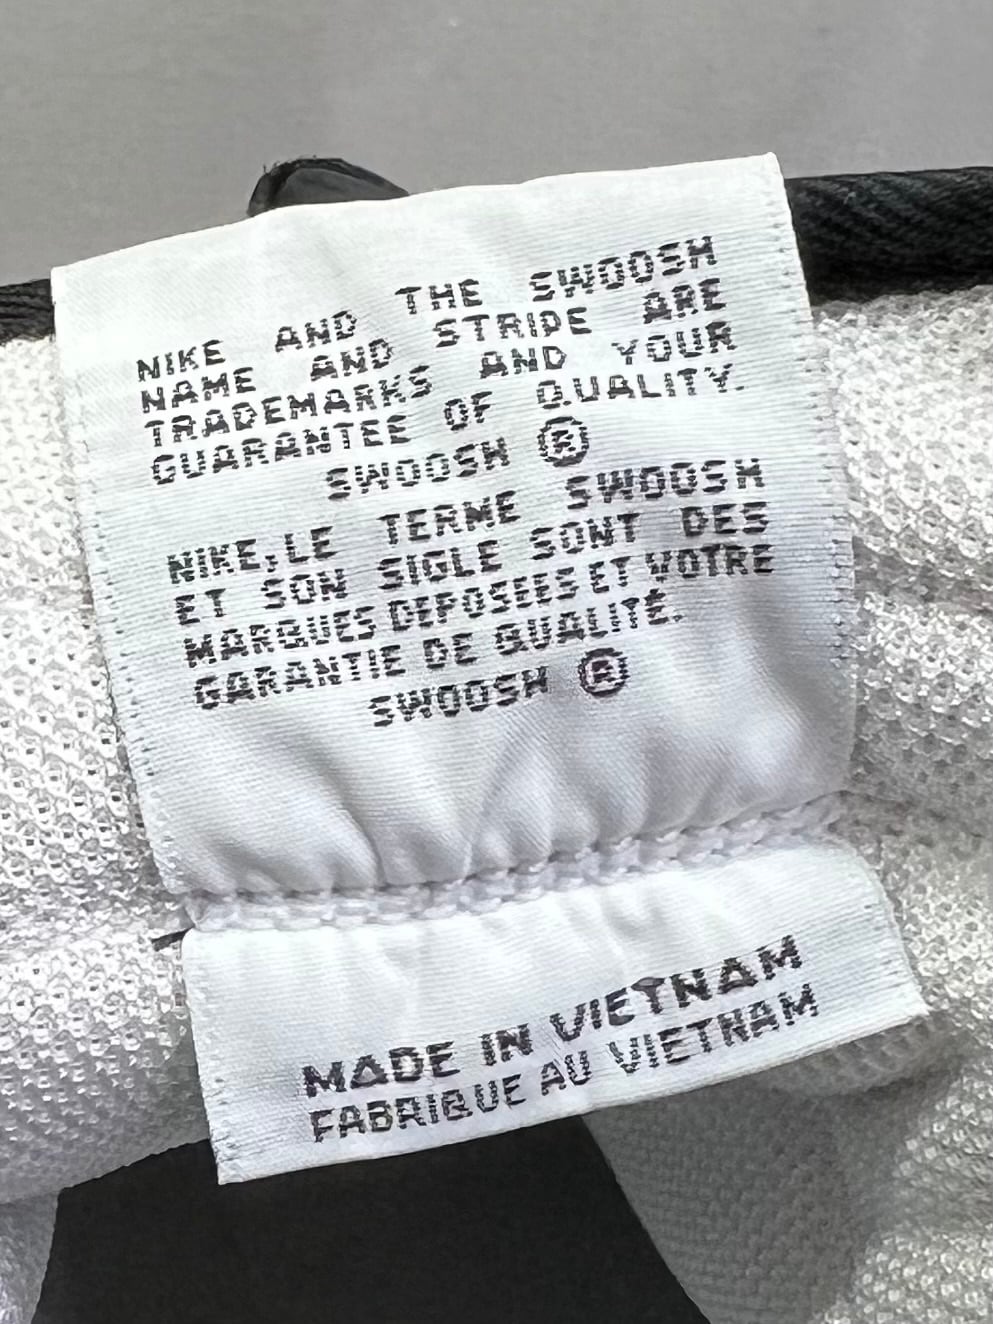 NIKE AND THE SWOOSH
NAME AND STRIPE ARE
TRADEMARKS AND YOUR
GUARANTEE OF QUALITY.
SWOOSH ®
NIKE,LE TERME SWOOSH
ET SON SIGLE SONT DES
MARQUES DEPOSEES ET VOTRE
GARANTIE DE QUALITÉ.
SWOOSH ®
MADE IN VIETNAM
FABRIQUE AU VIETNAM